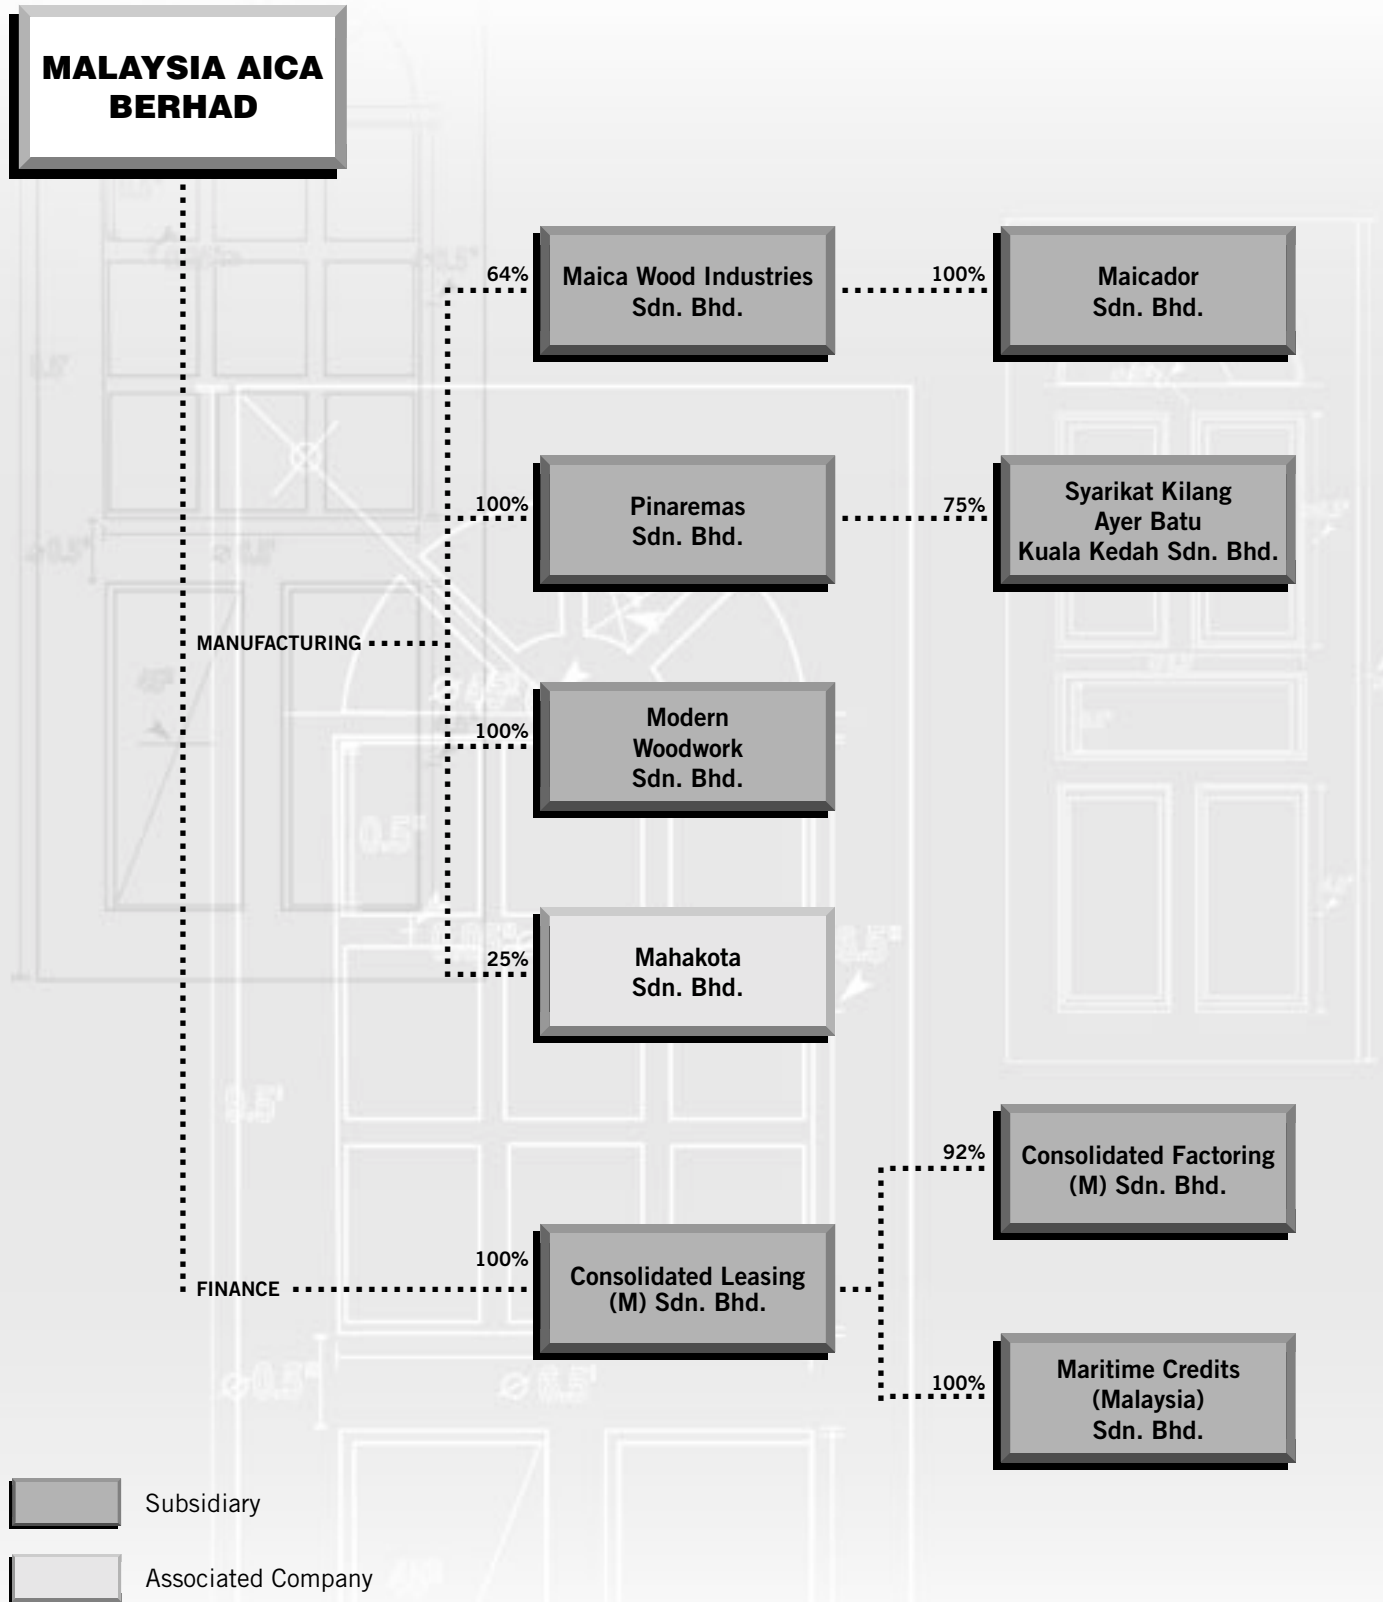 MALAYSIA AICA
BERHAD
64%
Maica Wood Industries
Sdn. Bhd.
100%
Maicador
Sdn. Bhd.
100%
Pinaremas
Sdn. Bhd.
75%
Syarikat Kilang
Ayer Batu
Kuala Kedah Sdn. Bhd.
MANUFACTURING
100%
Modern
Woodwork
Sdn. Bhd.
0.5"
25%
Mahakota
Sdn. Bhd.
92%
Consolidated Factoring
(M) Sdn. Bhd.
FINANCE
100%
Consolidated Leasing
(M) Sdn. Bhd.
100%
Maritime Credits
(Malaysia)
Sdn. Bhd.
Subsidiary
Associated Company